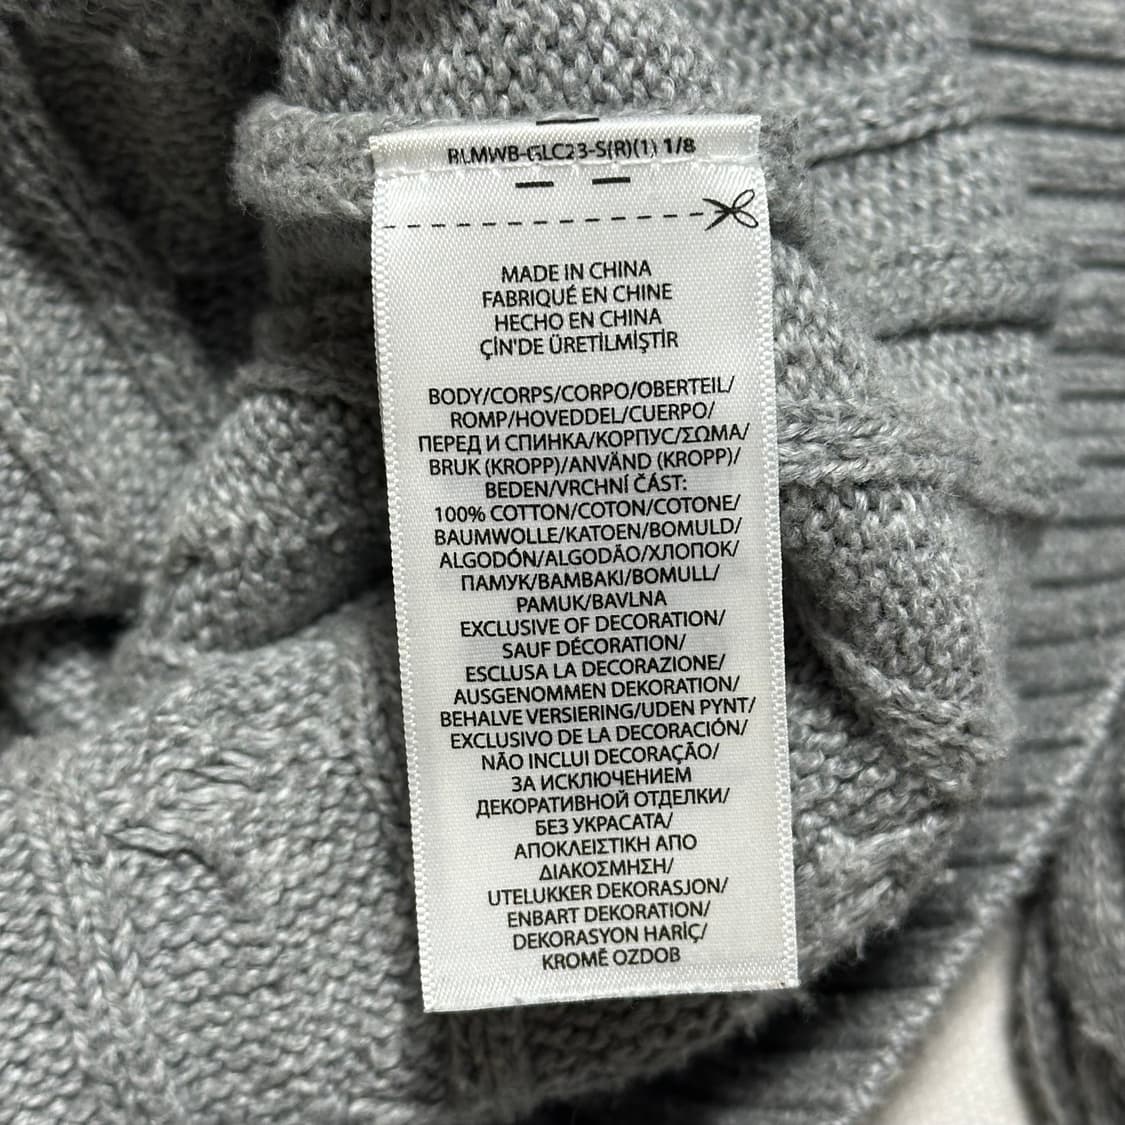 RLMWB-GLC23-S(R)(1) 1/8
MADE IN CHINA
FABRIQUÉ EN CHINE
HECHO EN CHINA
ÇİN'DE ÜRETİLMİŞTİR
BODY/CORPS/CORPO/OBERTEIL/
ROMP/HOVEDDEL/CUERPO/
ПЕРЕД И СПИНКА/КОРПУС/ΣΩΜΑ/
BRUK (KROPP)/ANVÄND (KROPP)/
BEDEN/VRCHNÍ ČÁST:
100% COTTON/COTON/COTONE/
BAUMWOLLE/KATOEN/BOMULD/
ALGODÓN/ALGODÃO/ХЛОПОК/
ПАМУК/ΒΑΜΒΑΚΙ/BOMULL/
PAMUK/BAVLNA
EXCLUSIVE OF DECORATION/
SAUF DÉCORATION/
ESCLUSA LA DECORAZIONE/
AUSGENOMMEN DEKORATION/
BEHALVE VERSIERING/UDEN PYNT/
EXCLUSIVO DE LA DECORACIÓN/
NÃO INCLUI DECORAÇÃO/
ЗА ИСКЛЮЧЕНИЕМ
ДЕКОРАТИВНОЙ ОТДЕЛКИ/
БЕЗ УКРАСАТА/
ΑΠΟΚΛΕΙΣΤΙΚΗ ΑΠΟ
ΔΙΑΚΟΣΜΗΣΗ/
UTELUKKER DEKORASJON/
ENBART DEKORATION/
DEKORASYON HARİÇ/
KROMĚ OZDOB